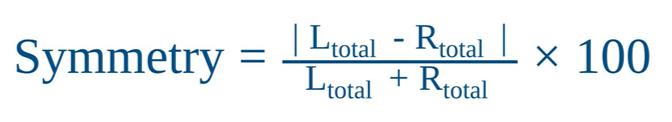 Symmetry = | L_total - R_total | / L_total + R_total × 100